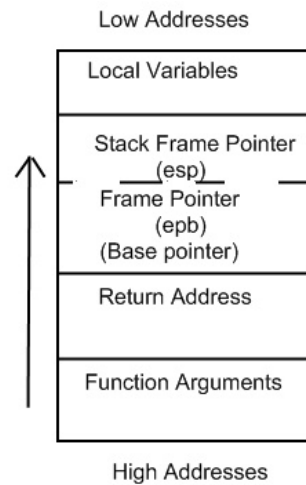 Low Addresses
Local Variables
Stack Frame Pointer
(esp)
Frame Pointer
(epb)
(Base pointer)
Return Address
Function Arguments
High Addresses